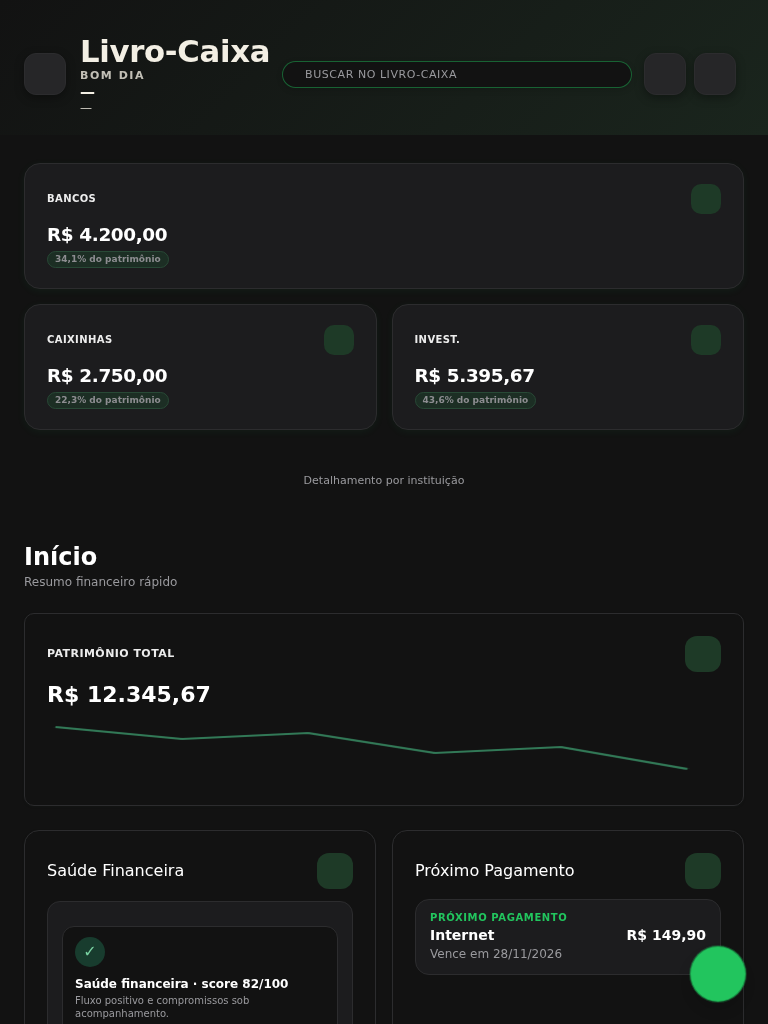 Livro-Caixa
BOM DIA
—
—
BUSCAR NO LIVRO-CAIXA
BANCOS
R$ 4.200,00
34,1% do patrimônio
CAIXINHAS
R$ 2.750,00
22,3% do patrimônio
INVEST.
R$ 5.395,67
43,6% do patrimônio
Detalhamento por instituição
Início
Resumo financeiro rápido
PATRIMÔNIO TOTAL
R$ 12.345,67
Saúde Financeira
✓
Saúde financeira · score 82/100
Fluxo positivo e compromissos sob
acompanhamento.
Próximo Pagamento
PRÓXIMO PAGAMENTO
Internet R$ 149,90
Vence em 28/11/2026